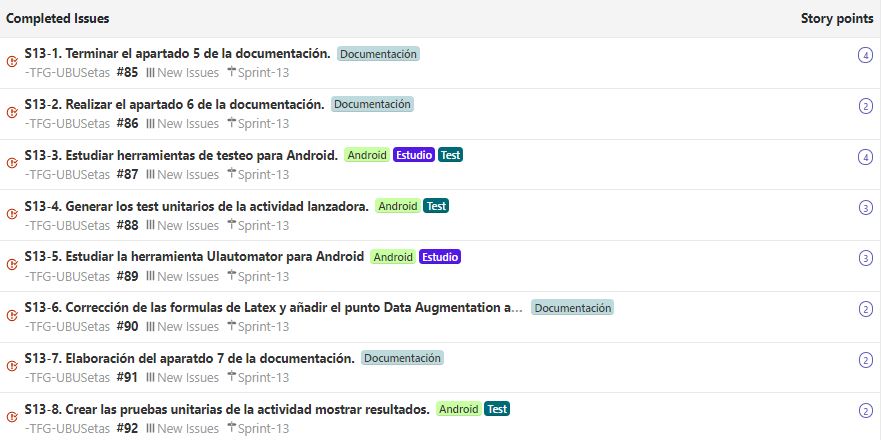 Completed Issues Story points
S13-1. Terminar el apartado 5 de la documentación. Documentación 4
-TFG-UBUSetas #85 New Issues Sprint-13
S13-2. Realizar el apartado 6 de la documentación. Documentación 2
-TFG-UBUSetas #86 New Issues Sprint-13
S13-3. Estudiar herramientas de testeo para Android. Android Estudio Test 4
-TFG-UBUSetas #87 New Issues Sprint-13
S13-4. Generar los test unitarios de la actividad lanzadora. Android Test 3
-TFG-UBUSetas #88 New Issues Sprint-13
S13-5. Estudiar la herramienta UIautomator para Android Android Estudio 3
-TFG-UBUSetas #89 New Issues Sprint-13
S13-6. Corrección de las formulas de Latex y añadir el punto Data Augmentation a... Documentación 2
-TFG-UBUSetas #90 New Issues Sprint-13
S13-7. Elaboración del aparatdo 7 de la documentación. Documentación 2
-TFG-UBUSetas #91 New Issues Sprint-13
S13-8. Crear las pruebas unitarias de la actividad mostrar resultados. Android Test 2
-TFG-UBUSetas #92 New Issues Sprint-13